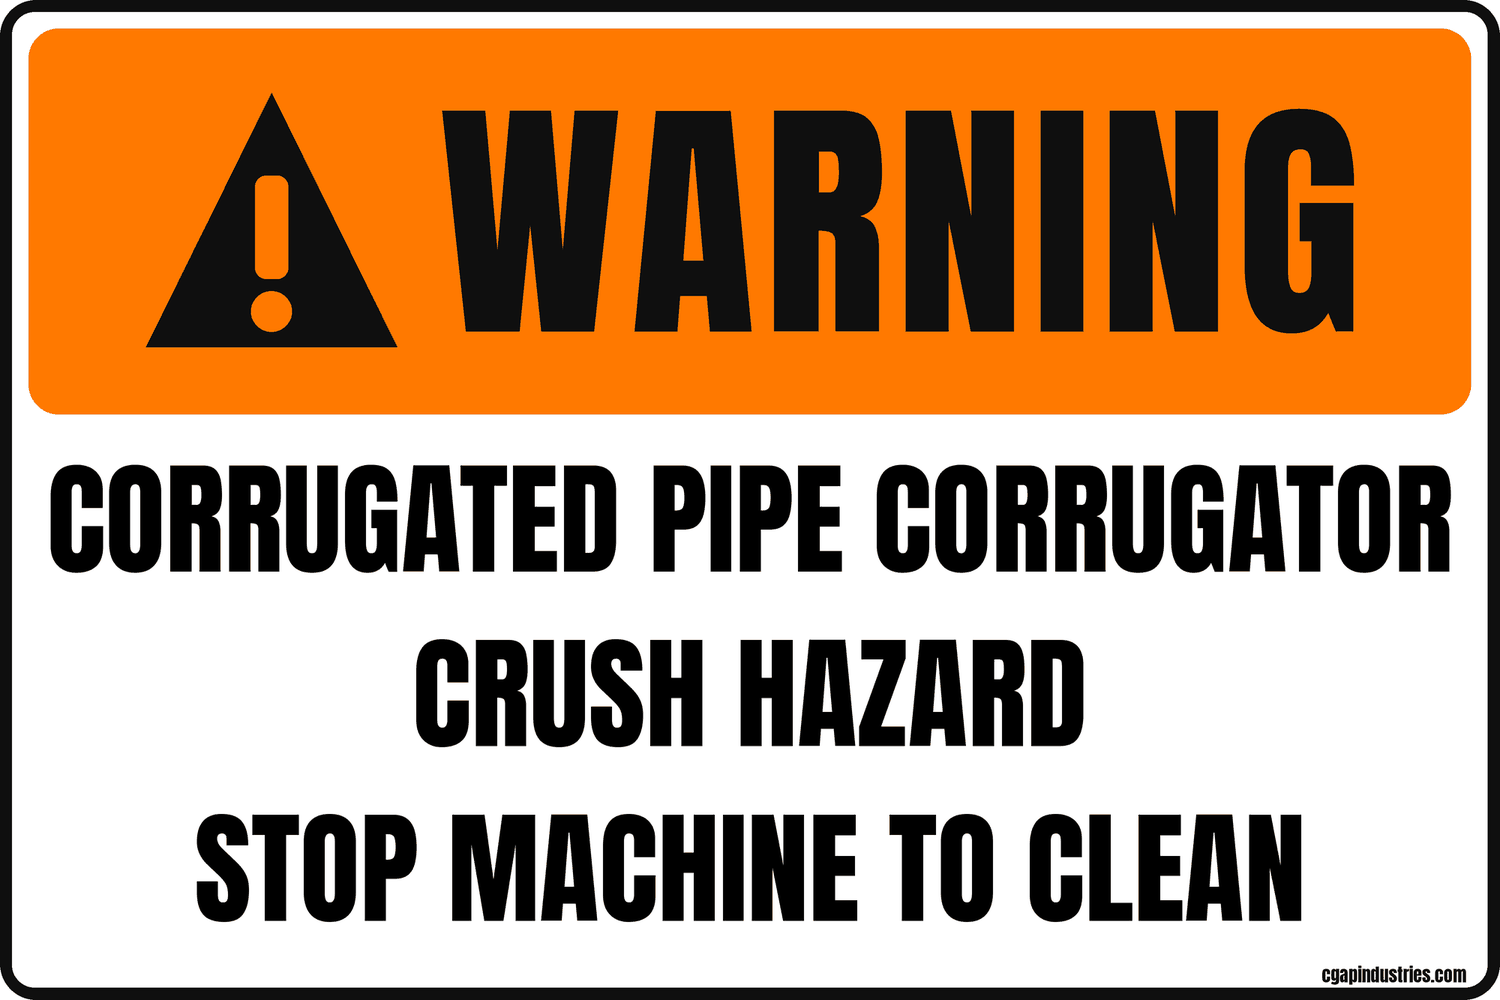 WARNING
CORRUGATED PIPE CORRUGATOR
CRUSH HAZARD
STOP MACHINE TO CLEAN
cgapindustries.com